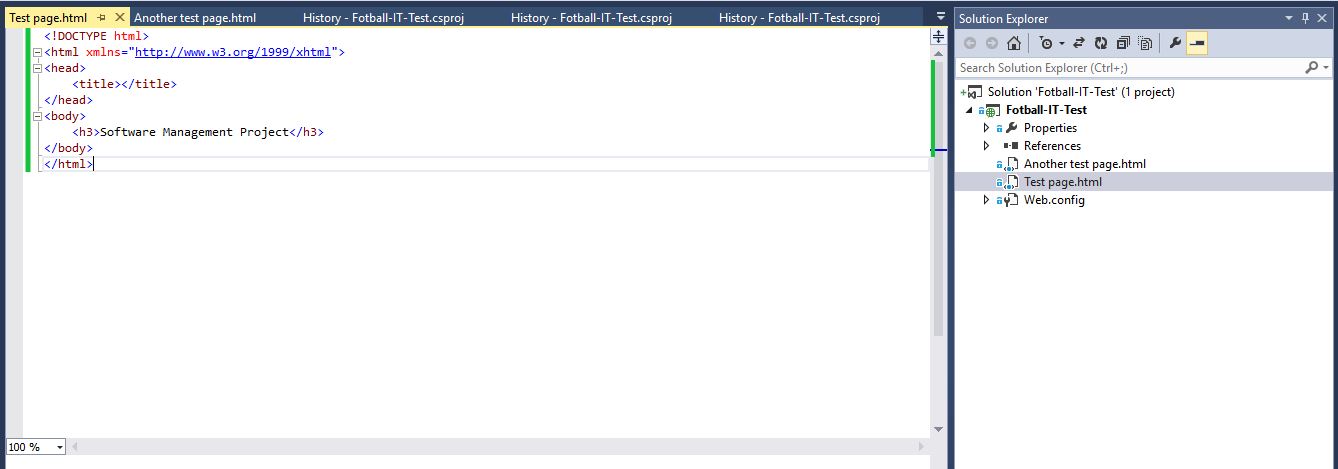 Test page.html
Another test page.html
History - Fotball-IT-Test.csproj
History - Fotball-IT-Test.csproj
History - Fotball-IT-Test.csproj
<!DOCTYPE html>
<html xmlns="http://www.w3.org/1999/xhtml">
<head>
<title></title>
</head>
<body>
<h3>Software Management Project</h3>
</body>
</html>
100 %
Solution Explorer
Search Solution Explorer (Ctrl+;)
Solution 'Fotball-IT-Test' (1 project)
Fotball-IT-Test
Properties
References
Another test page.html
Test page.html
Web.config